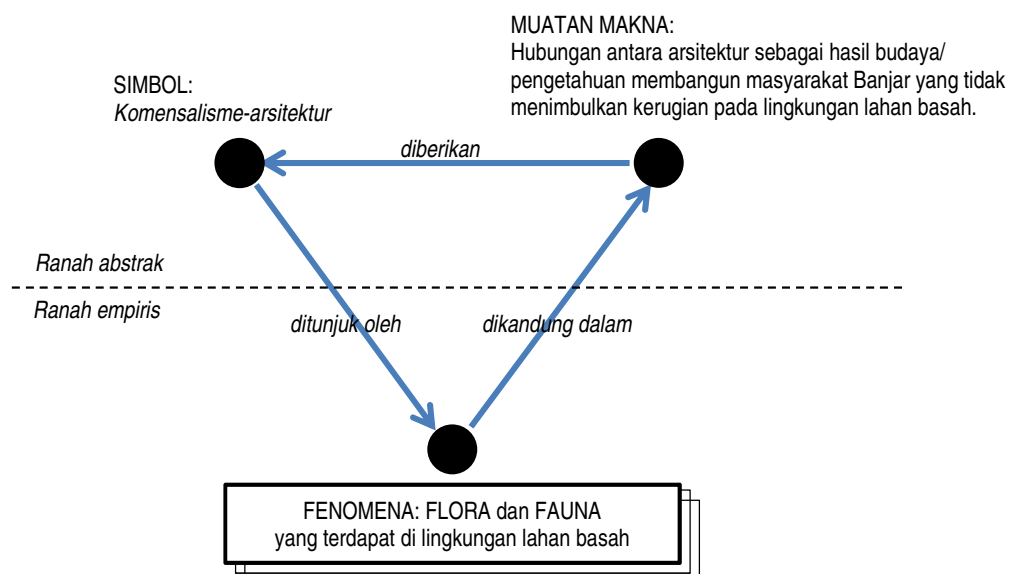 MUATAN MAKNA:
Hubungan antara arsitektur sebagai hasil budaya/
pengetahuan membangun masyarakat Banjar yang tidak
menimbulkan kerugian pada lingkungan lahan basah.
SIMBOL:
Komensalisme-arsitektur
diberikan
Ranah abstrak
Ranah empiris
ditunjuk oleh
dikandung dalam
FENOMENA: FLORA dan FAUNA
yang terdapat di lingkungan lahan basah